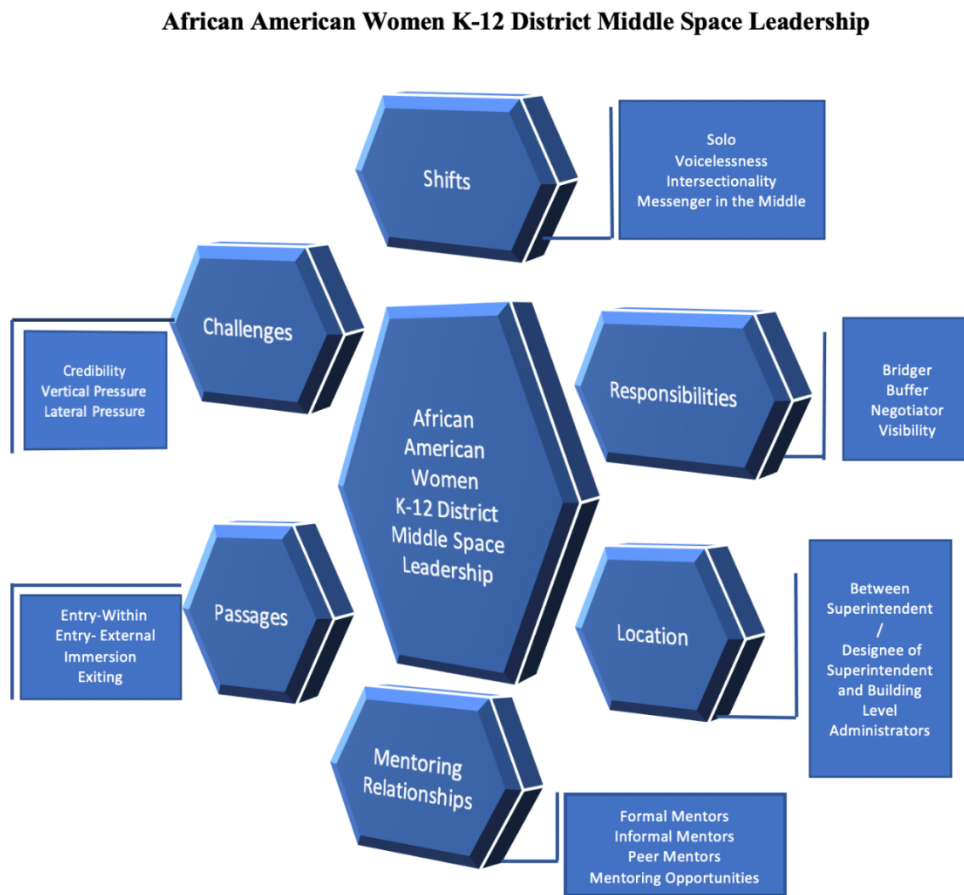 African American Women K-12 District Middle Space Leadership
Shifts
Solo
Voicelessness
Intersectionality
Messenger in the Middle
Challenges
Credibility
Vertical Pressure
Lateral Pressure
African
American
Women
K-12 District
Middle Space
Leadership
Responsibilities
Bridger
Buffer
Negotiator
Visibility
Passages
Entry-Within
Entry- External
Immersion
Exiting
Location
Between
Superintendent
/
Designee of
Superintendent
and Building
Level
Administrators
Mentoring
Relationships
Formal Mentors
Informal Mentors
Peer Mentors
Mentoring Opportunities